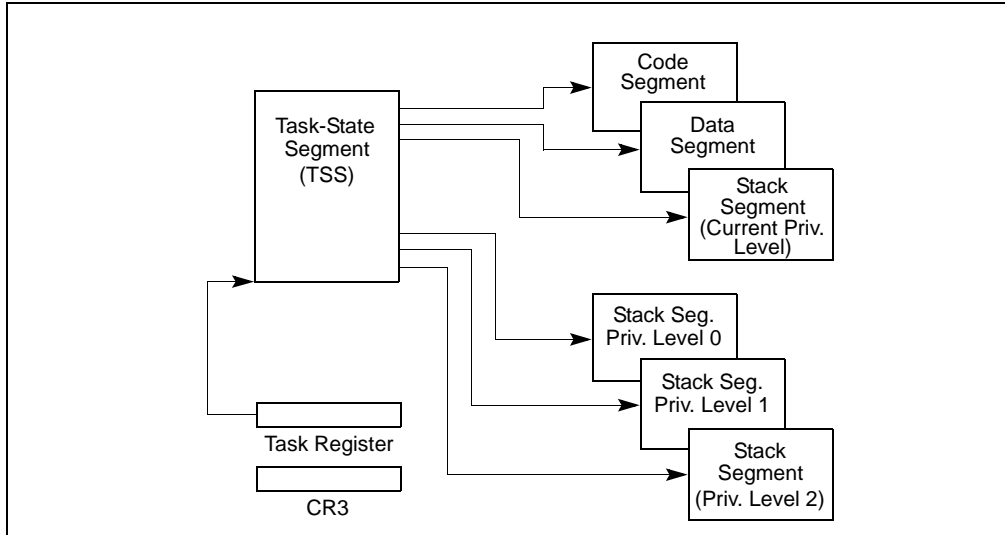 Task-State
Segment
(TSS)
Code
Segment
Data
Segment
Stack
Segment
(Current Priv.
Level)
Stack Seg.
Priv. Level 0
Stack Seg.
Priv. Level 1
Stack
Segment
(Priv. Level 2)
Task Register
CR3